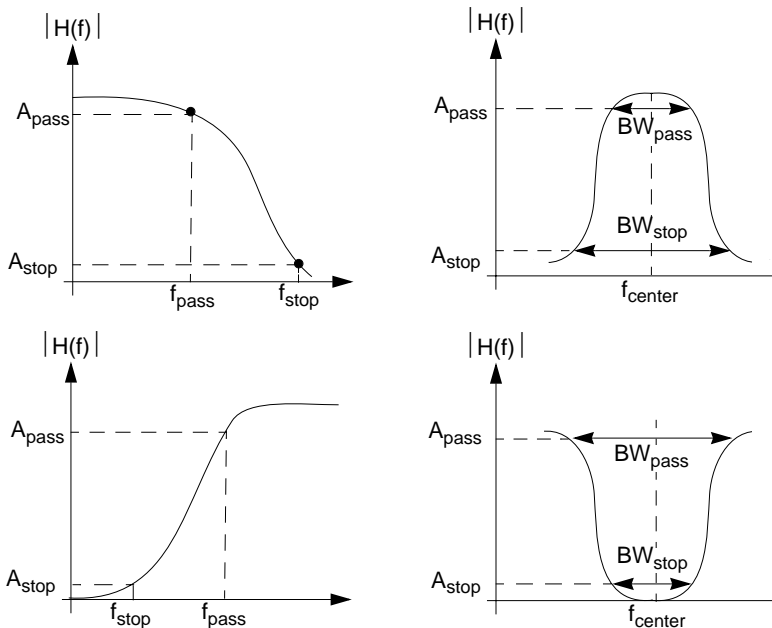 |H(f)|
A_pass
A_stop
f_pass
f_stop
|H(f)|
A_pass
BW_pass
BW_stop
A_stop
f_center
|H(f)|
A_pass
A_stop
f_stop
f_pass
|H(f)|
A_pass
BW_pass
BW_stop
A_stop
f_center